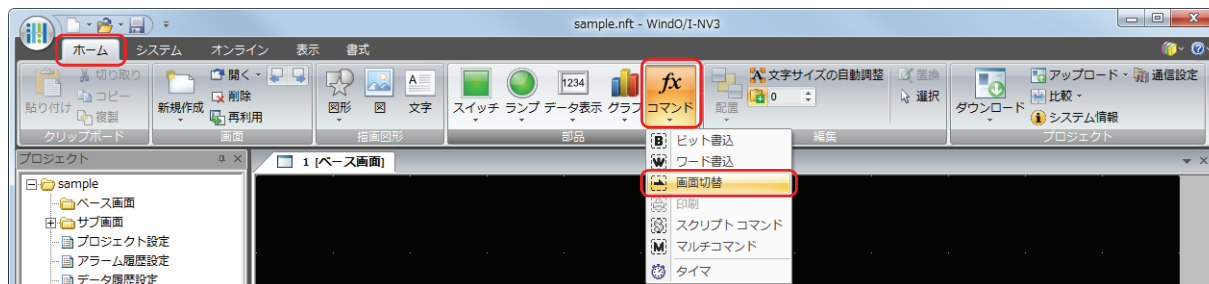 sample.nft - WindO/I-NV3
ホーム システム オンライン 表示 書式
切り取り 開く 文字サイズの自動調整 置換 アップロード 通信設定
コピー 削除 0 選択 比較
貼り付け 複製 新規作成 再利用 図形 図 文字 スイッチ ランプ データ表示 グラフ コマンド 配置 ダウンロード システム情報
A 1234 fx
クリップボード 画面 描画図形 部品 編集 プロジェクト
B ビット書込
プロジェクト 1 [ベース画面] W ワード書込
sample 画面切替
ベース画面 印刷
サブ画面 S スクリプト コマンド
プロジェクト設定 M マルチコマンド
アラーム履歴設定 タイマ
データ履歴設定